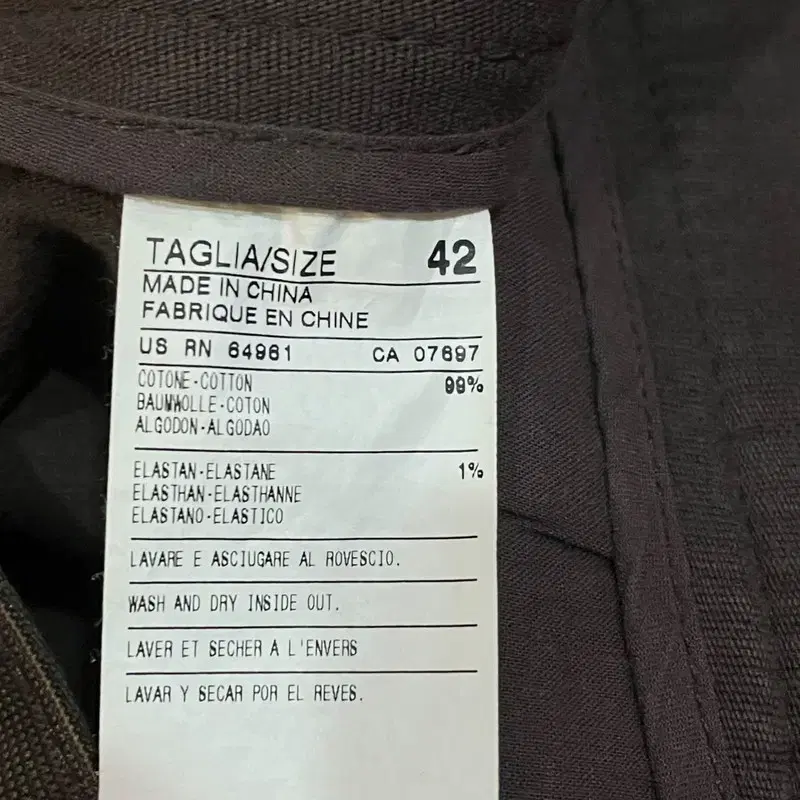 TAGLIA/SIZE 42
MADE IN CHINA
FABRIQUE EN CHINE
US RN 64961 CA 07697
COTONE-COTTON 99%
BAUMWOLLE-COTON
ALGODON-ALGODAO
ELASTAN-ELASTANE 1%
ELASTHAN-ELASTHANNE
ELASTANO-ELASTICO
LAVARE E ASCIUGARE AL ROVESCIO.
WASH AND DRY INSIDE OUT.
LAVER ET SECHER A L'ENVERS
LAVAR Y SECAR POR EL REVES.